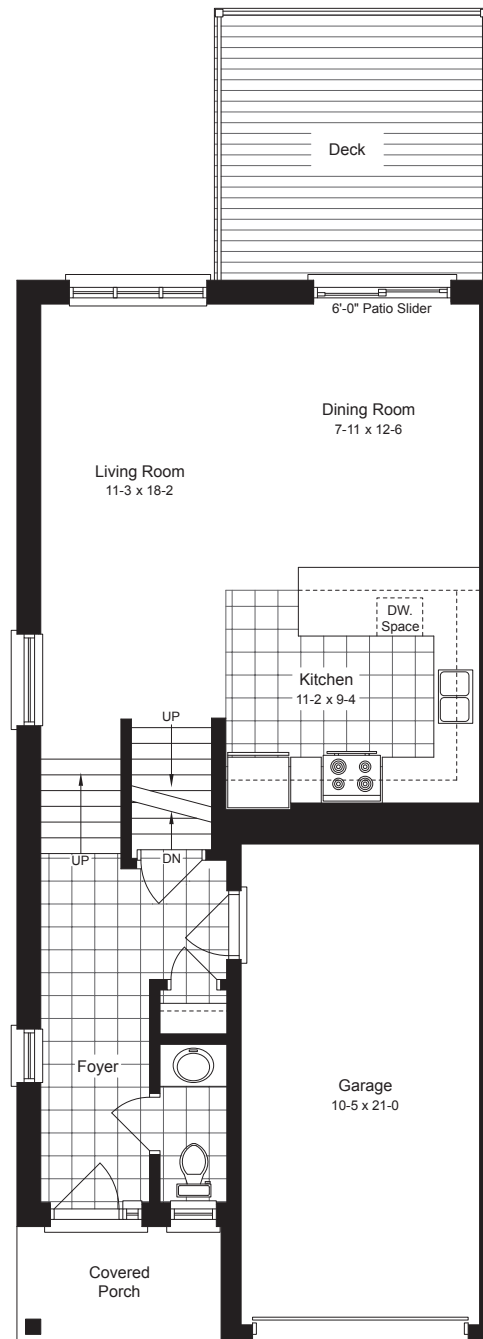 Deck
6'-0" Patio Slider
Dining Room
7-11 x 12-6
Living Room
11-3 x 18-2
DW.
Space
Kitchen
11-2 x 9-4
UP
UP
DN
Foyer
Garage
10-5 x 21-0
Covered
Porch